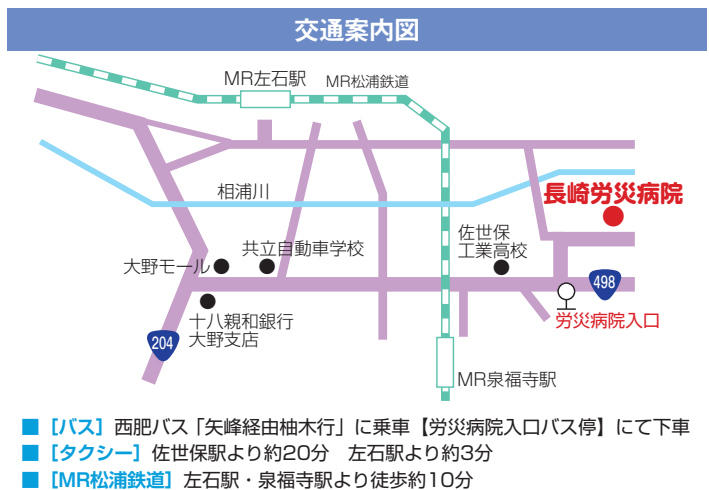 交通案内図
MR左石駅
MR松浦鉄道
相浦川
長崎労災病院
佐世保
工業高校
共立自動車学校
大野モール
498
十八親和銀行
大野支店
労災病院入口
204
MR泉福寺駅
■［バス］西肥バス「矢峰経由柚木行」に乗車【労災病院入口バス停】にて下車
■［タクシー］佐世保駅より約20分　左石駅より約3分
■［MR松浦鉄道］左石駅・泉福寺駅より徒歩約10分